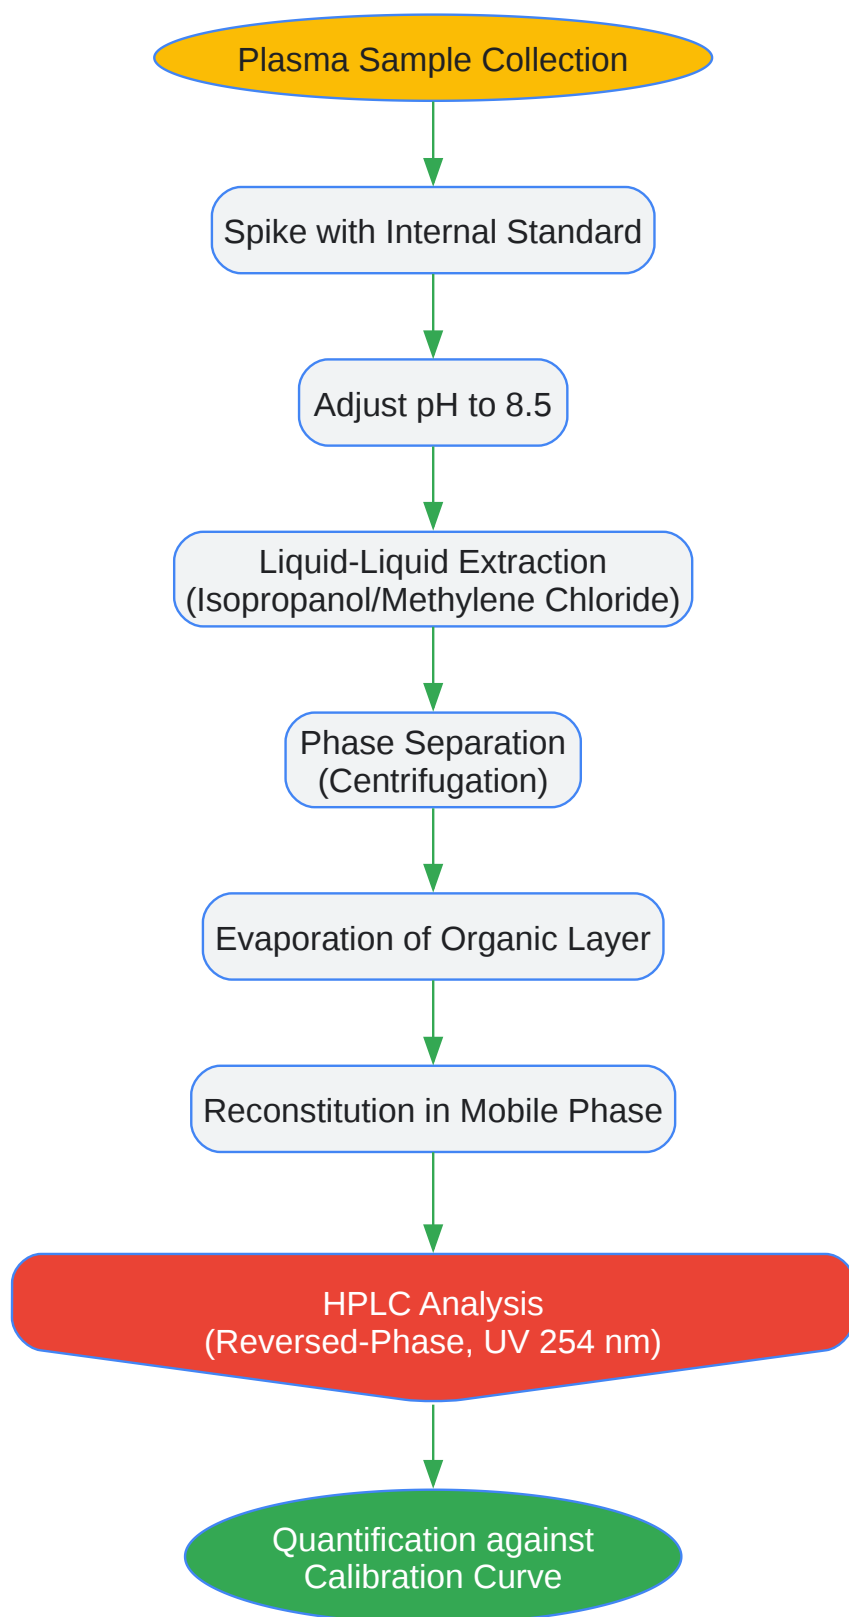 Plasma Sample Collection
Spike with Internal Standard
Adjust pH to 8.5
Liquid-Liquid Extraction
(Isopropanol/Methylene Chloride)
Phase Separation
(Centrifugation)
Evaporation of Organic Layer
Reconstitution in Mobile Phase
HPLC Analysis
(Reversed-Phase, UV 254 nm)
Quantification against
Calibration Curve